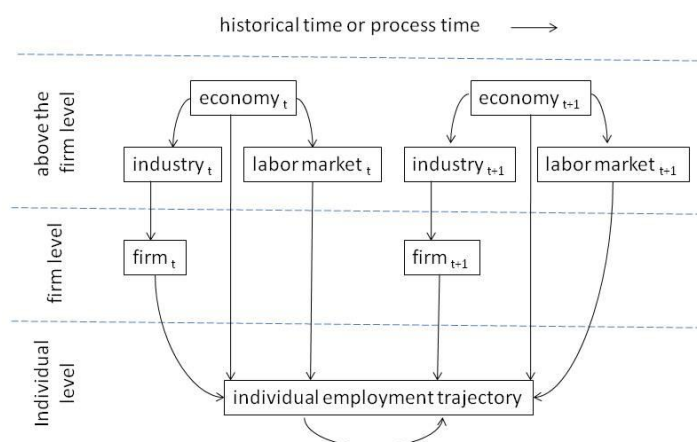 historical time or process time
above the
firm level
economy t
economy t+1
industry t
labor market t
industry t+1
labor market t+1
firm level
firm t
firm t+1
Individual
level
individual employment trajectory